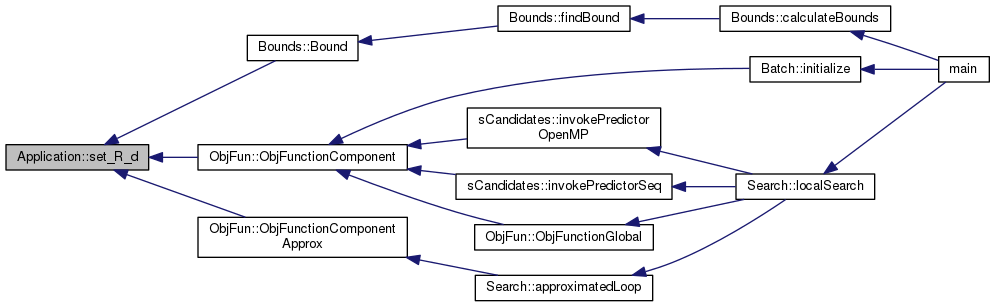 Bounds::findBound
Bounds::calculateBounds
Bounds::Bound
Batch::initialize
main
sCandidates::invokePredictor
OpenMP
Application::set_R_d
ObjFun::ObjFunctionComponent
sCandidates::invokePredictorSeq
Search::localSearch
ObjFun::ObjFunctionComponent
Approx
ObjFun::ObjFunctionGlobal
Search::approximatedLoop